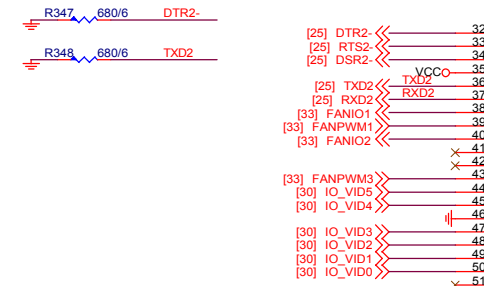 R347 680/6 DTR2-
R348 680/6 TXD2
[25] DTR2- 32
[25] RTS2- 33
[25] DSR2- 34
VCC 35
[25] TXD2 TXD2 36
[25] RXD2 RXD2 37
[33] FANIO1 38
[33] FANPWM1 39
[33] FANIO2 40
41
42
[33] FANPWM3 43
[30] IO_VID5 44
[30] IO_VID4 45
46
[30] IO_VID3 47
[30] IO_VID2 48
[30] IO_VID1 49
[30] IO_VID0 50
51